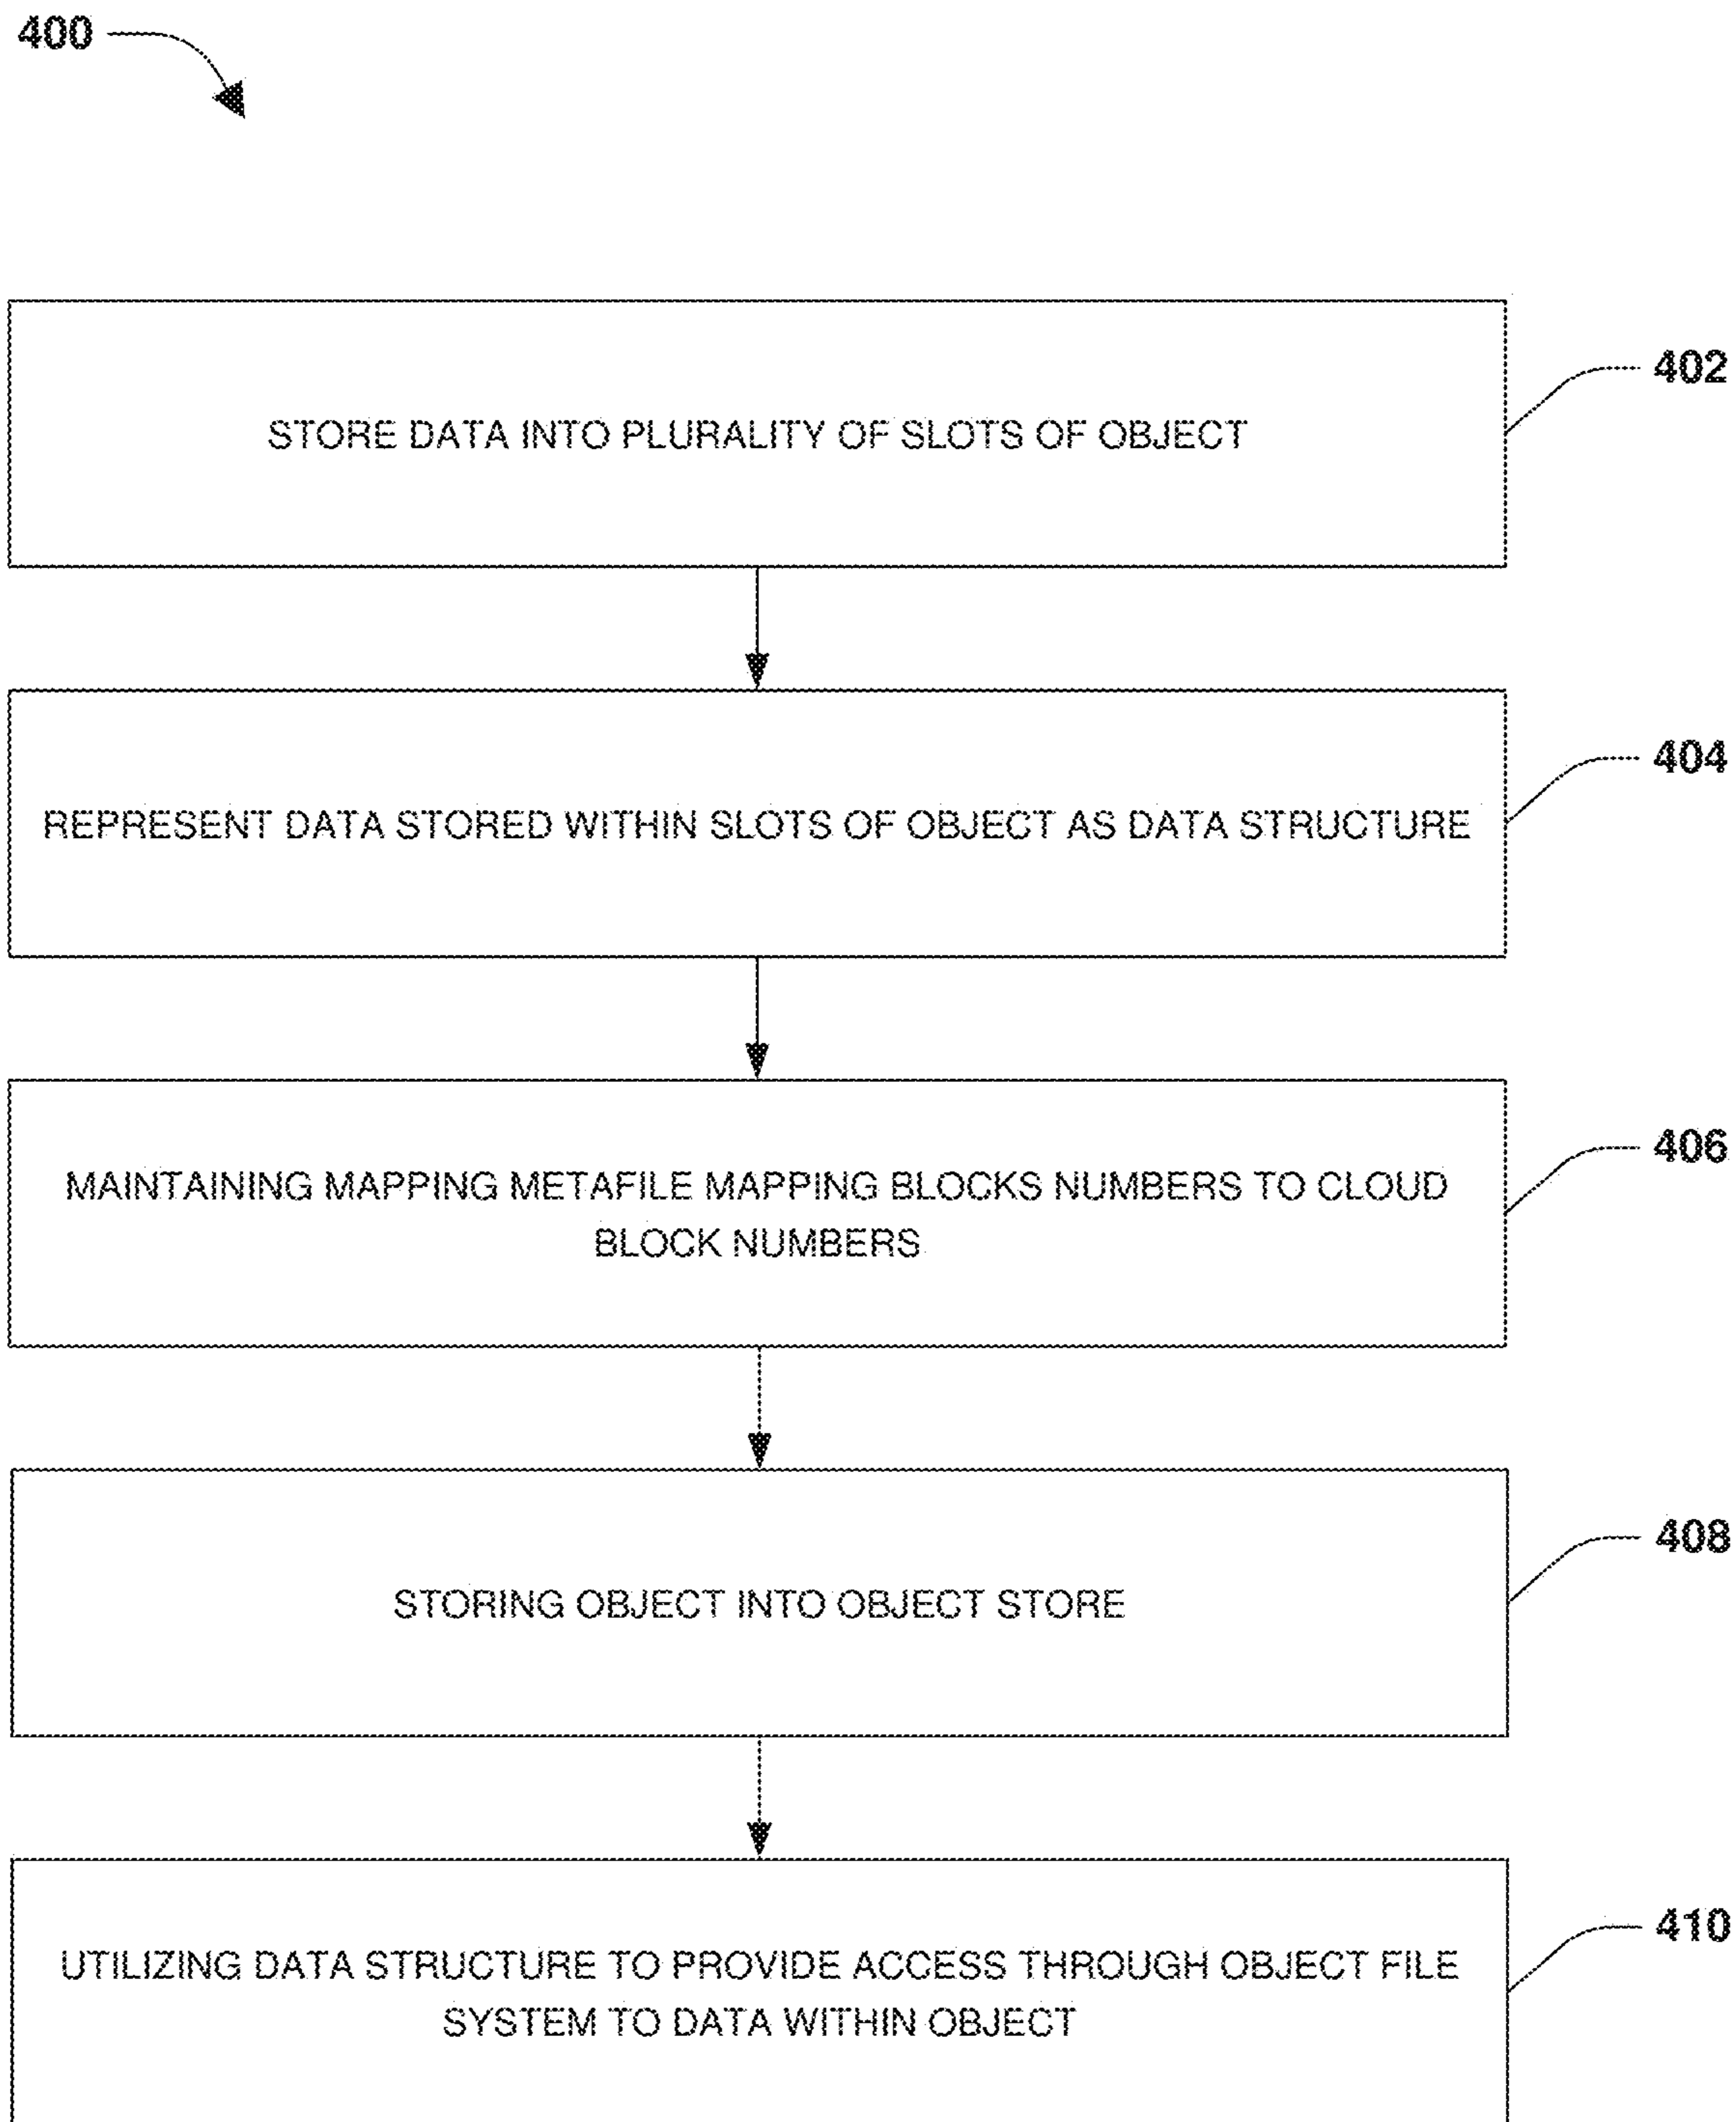 400
STORE DATA INTO PLURALITY OF SLOTS OF OBJECT
402
REPRESENT DATA STORED WITHIN SLOTS OF OBJECT AS DATA STRUCTURE
404
MAINTAINING MAPPING METAFILE MAPPING BLOCKS NUMBERS TO CLOUD
BLOCK NUMBERS
406
STORING OBJECT INTO OBJECT STORE
408
UTILIZING DATA STRUCTURE TO PROVIDE ACCESS THROUGH OBJECT FILE
SYSTEM TO DATA WITHIN OBJECT
410